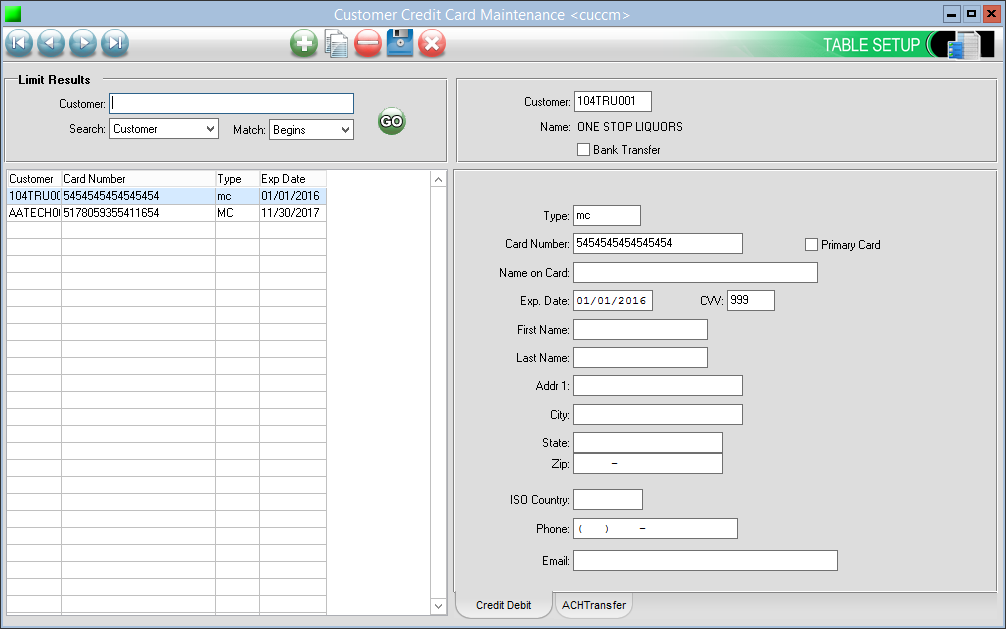 Customer Credit Card Maintenance <cuccm>
TABLE SETUP
Limit Results
Customer:
Search: Customer Match: Begins
GO
Customer: 104TRU001
Name: ONE STOP LIQUORS
Bank Transfer
Customer Card Number Type Exp Date
104TRU00 5454545454545454 mc 01/01/2016
AATECH00 5178059355411654 MC 11/30/2017
Type: mc
Card Number: 5454545454545454 Primary Card
Name on Card:
Exp. Date: 01/01/2016 CVV: 999
First Name:
Last Name:
Addr 1:
City:
State:
Zip: -
ISO Country:
Phone: ( ) -
Email:
Credit Debit ACHTransfer